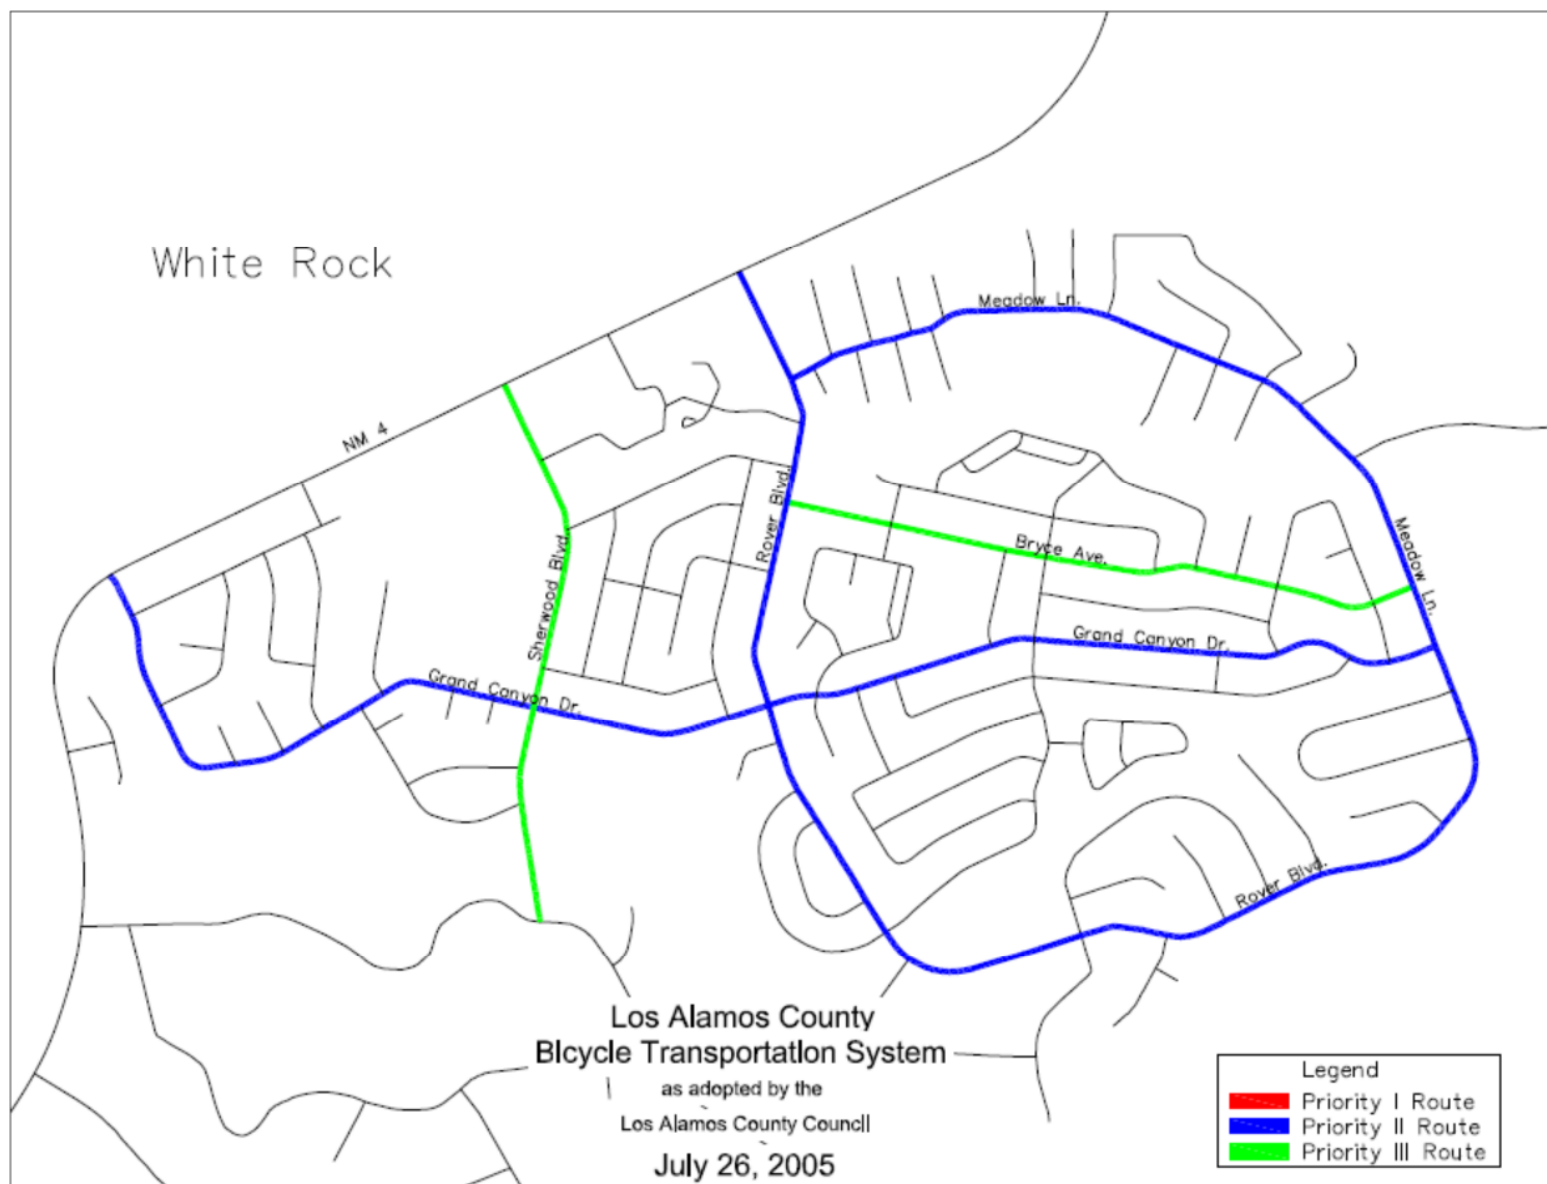 White Rock
Meadow Ln.
NM 4
Rover Blvd.
Meadow Ln.
Bryce Ave.
Sherwood Blvd.
Grand Canyon Dr.
Grand Canyon Dr.
Rover Blvd.
Los Alamos County
Bicycle Transportation System
as adopted by the
Los Alamos County Council
July 26, 2005
Legend
Priority I Route
Priority II Route
Priority III Route